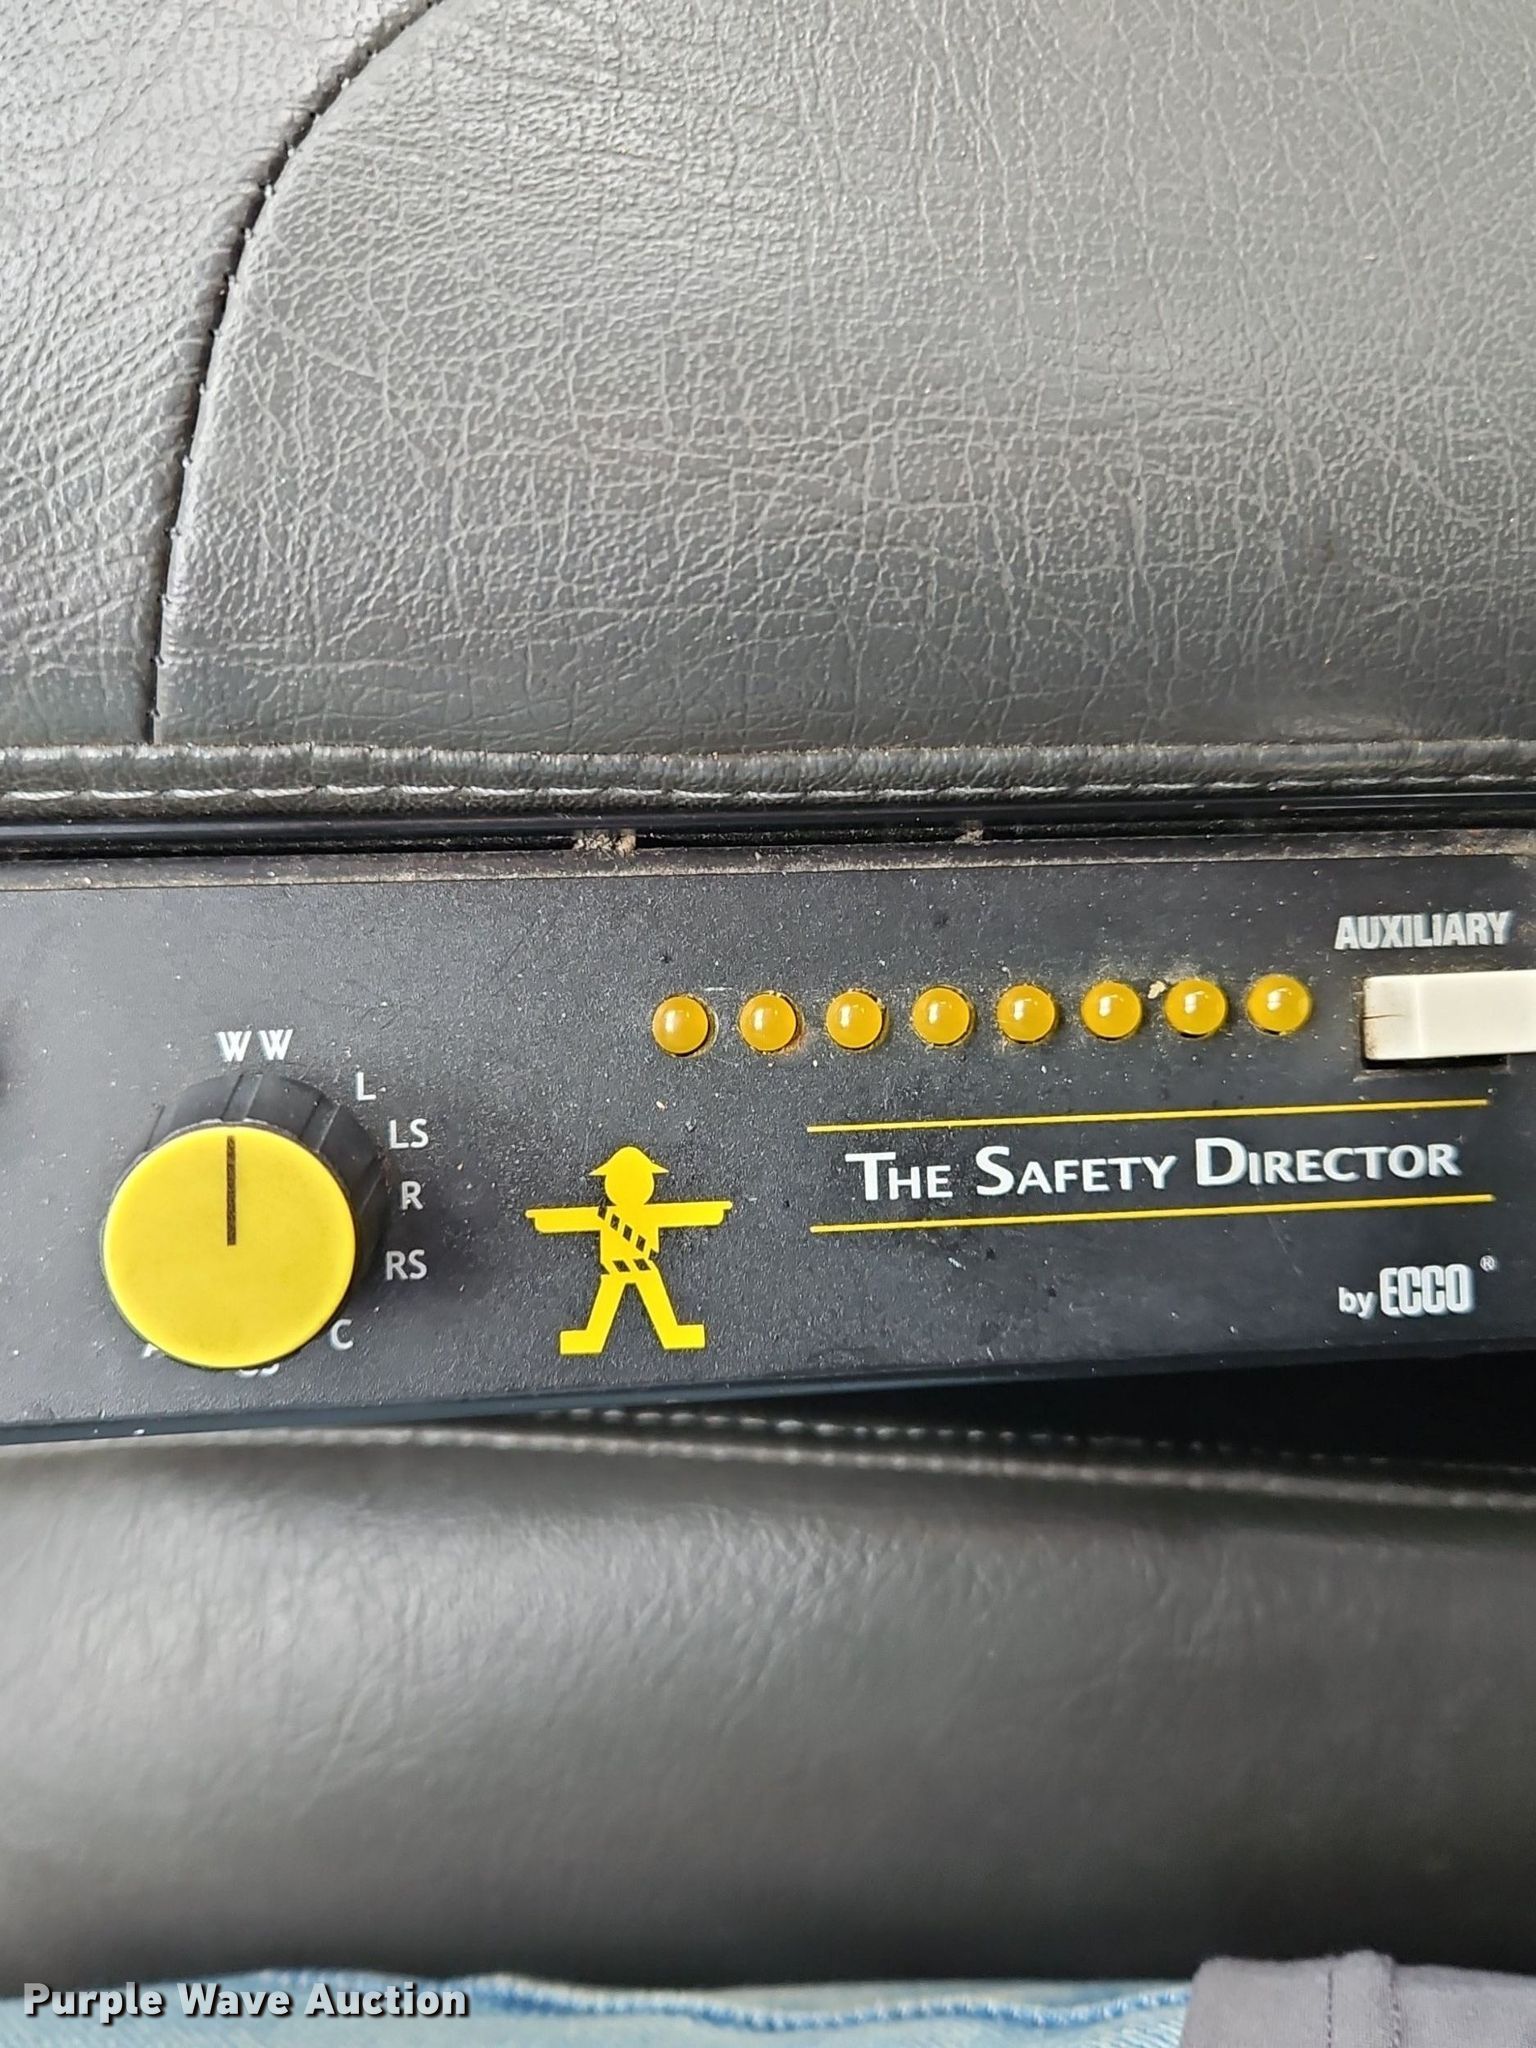 AUXILIARY
WW
L
LS
R
RS
C
THE SAFETY DIRECTOR
by ECCO®
Purple Wave Auction